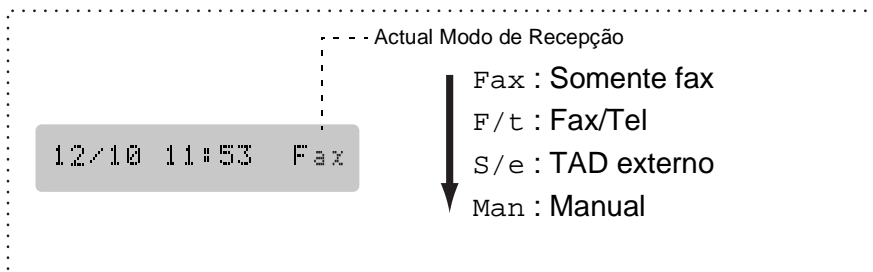 Actual Modo de Recepção
Fax : Somente fax
F/t : Fax/Tel
12/10 11:53 Fax
S/e : TAD externo
Man : Manual